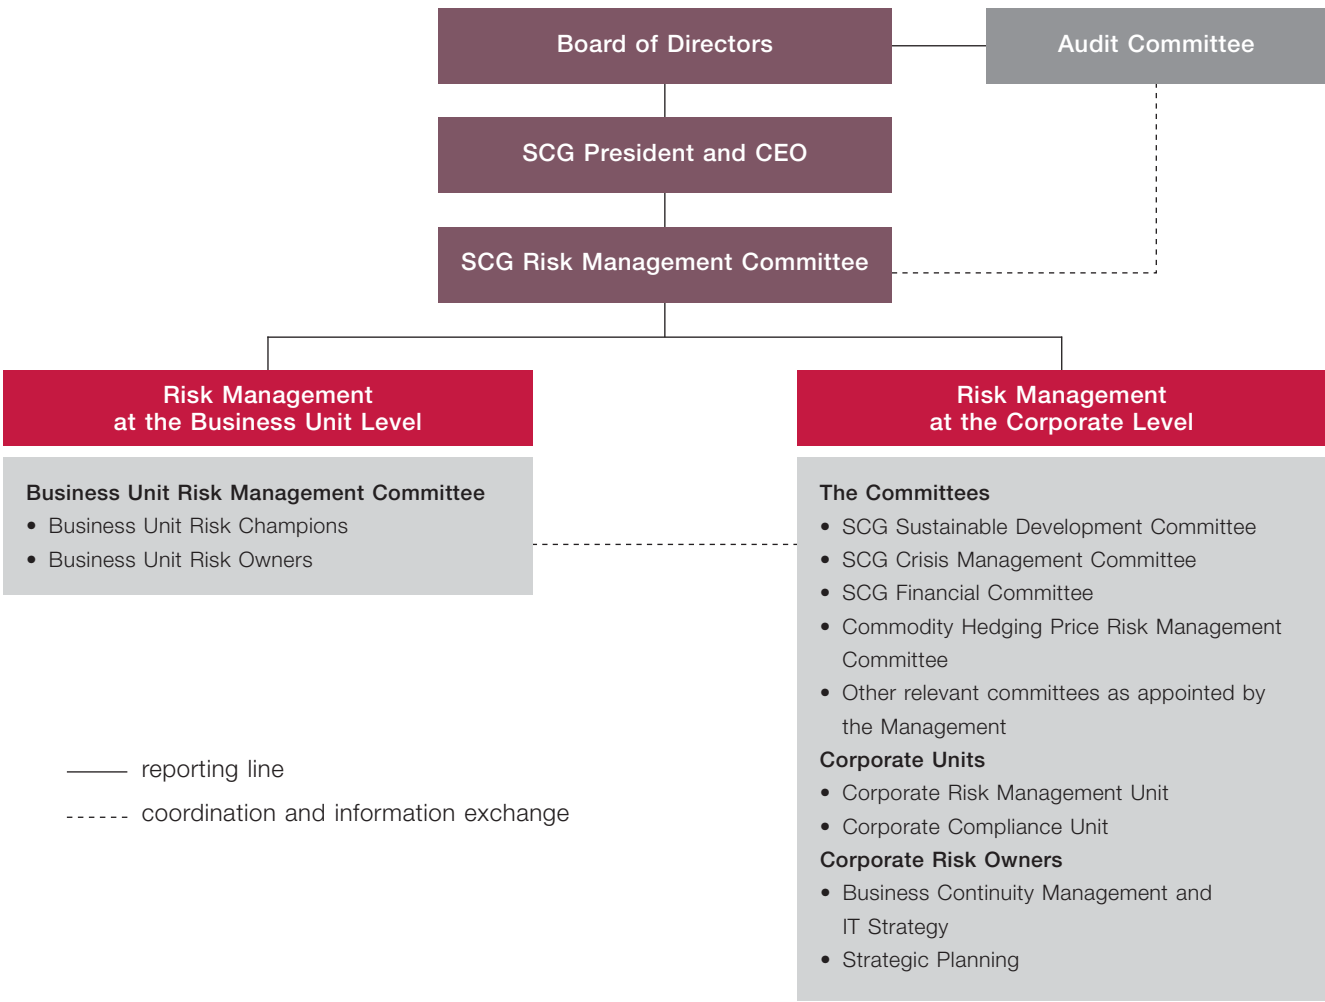 Board of Directors
Audit Committee
SCG President and CEO
SCG Risk Management Committee
Risk Management
at the Business Unit Level
Business Unit Risk Management Committee
• Business Unit Risk Champions
• Business Unit Risk Owners
Risk Management
at the Corporate Level
The Committees
• SCG Sustainable Development Committee
• SCG Crisis Management Committee
• SCG Financial Committee
• Commodity Hedging Price Risk Management
Committee
• Other relevant committees as appointed by
the Management
Corporate Units
• Corporate Risk Management Unit
• Corporate Compliance Unit
Corporate Risk Owners
• Business Continuity Management and
IT Strategy
• Strategic Planning
reporting line
coordination and information exchange